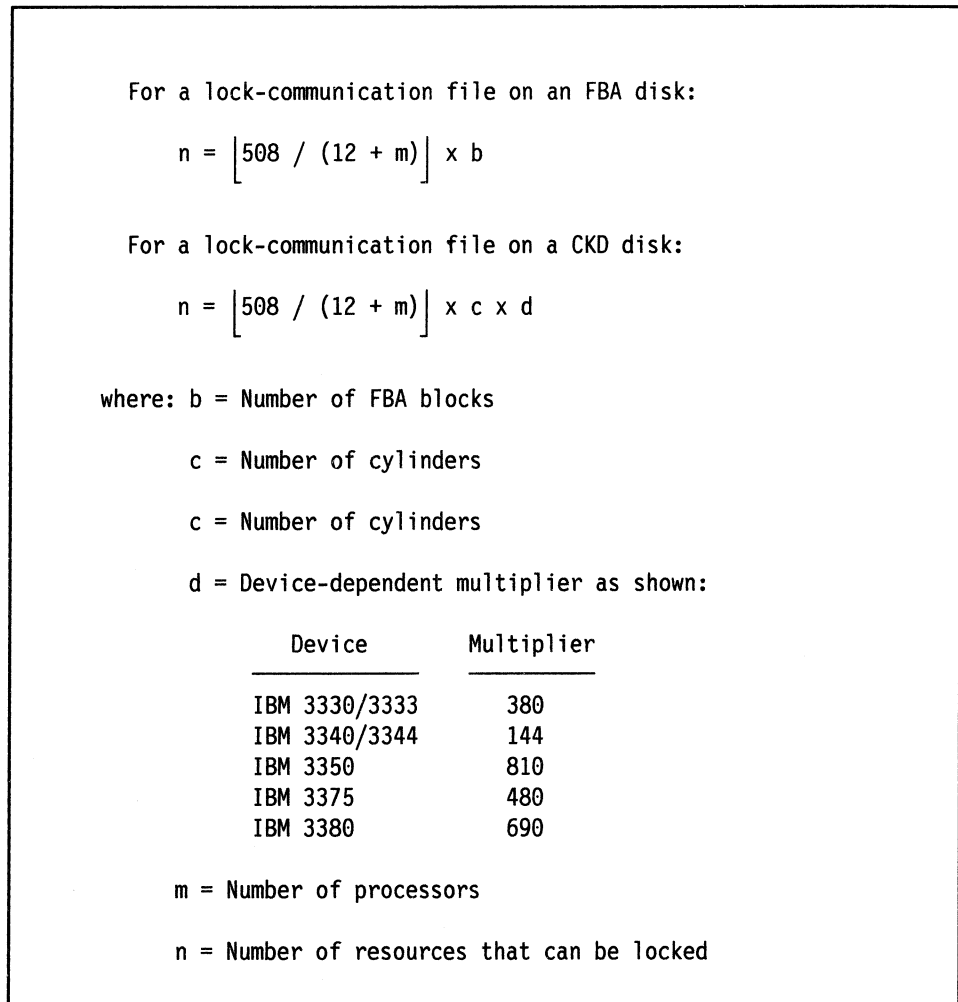 For a lock-communication file on an FBA disk:
n = ⌊508 / (12 + m)⌋ x b
For a lock-communication file on a CKD disk:
n = ⌊508 / (12 + m)⌋ x c x d
where: b = Number of FBA blocks
c = Number of cylinders
c = Number of cylinders
d = Device-dependent multiplier as shown:
Device Multiplier
IBM 3330/3333 380
IBM 3340/3344 144
IBM 3350 810
IBM 3375 480
IBM 3380 690
m = Number of processors
n = Number of resources that can be locked